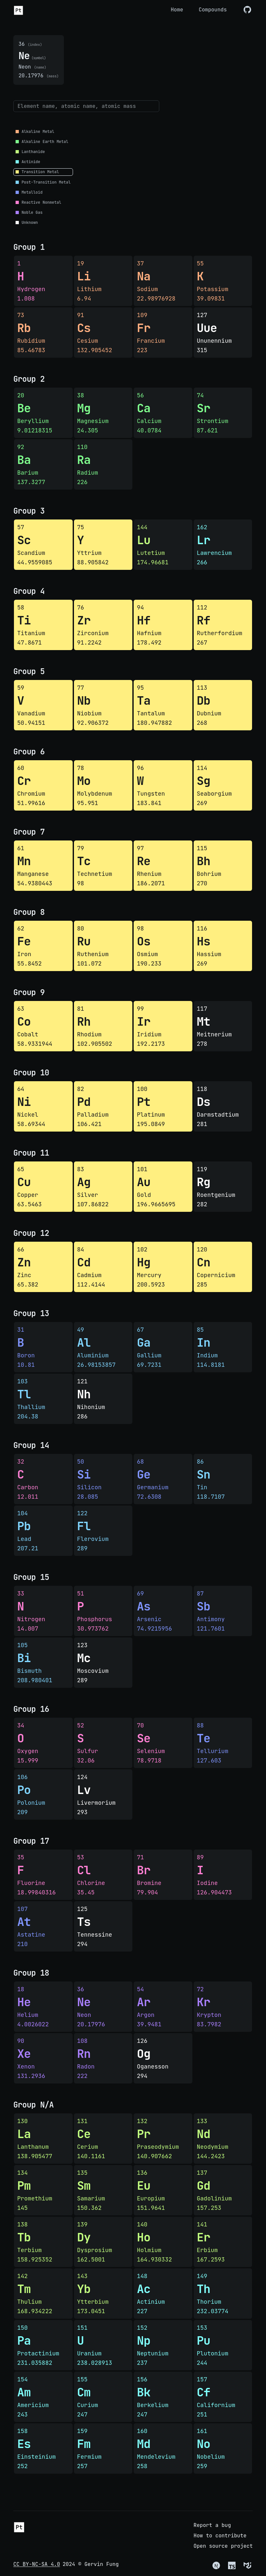 Pt
Home
Compounds
36 (index)
Ne (symbol)
Neon (name)
20.17976 (mass)
Element name, atomic name, atomic mass
Alkaline Metal
Alkaline Earth Metal
Lanthanide
Actinide
Transition Metal
Post-Transition Metal
Metalloid
Reactive Nonmetal
Noble Gas
Unknown
Group 1
1
H
Hydrogen
1.008
19
Li
Lithium
6.94
37
Na
Sodium
22.98976928
55
K
Potassium
39.09831
73
Rb
Rubidium
85.46783
91
Cs
Cesium
132.905452
109
Fr
Francium
223
127
Uue
Ununennium
315
Group 2
20
Be
Beryllium
9.01218315
38
Mg
Magnesium
24.305
56
Ca
Calcium
40.0784
74
Sr
Strontium
87.621
92
Ba
Barium
137.3277
110
Ra
Radium
226
Group 3
57
Sc
Scandium
44.9559085
75
Y
Yttrium
88.905842
144
Lu
Lutetium
174.96681
162
Lr
Lawrencium
266
Group 4
58
Ti
Titanium
47.8671
76
Zr
Zirconium
91.2242
94
Hf
Hafnium
178.492
112
Rf
Rutherfordium
267
Group 5
59
V
Vanadium
50.94151
77
Nb
Niobium
92.906372
95
Ta
Tantalum
180.947882
113
Db
Dubnium
268
Group 6
60
Cr
Chromium
51.99616
78
Mo
Molybdenum
95.951
96
W
Tungsten
183.841
114
Sg
Seaborgium
269
Group 7
61
Mn
Manganese
54.9380443
79
Tc
Technetium
98
97
Re
Rhenium
186.2071
115
Bh
Bohrium
270
Group 8
62
Fe
Iron
55.8452
80
Ru
Ruthenium
101.072
98
Os
Osmium
190.233
116
Hs
Hassium
269
Group 9
63
Co
Cobalt
58.9331944
81
Rh
Rhodium
102.905502
99
Ir
Iridium
192.2173
117
Mt
Meitnerium
278
Group 10
64
Ni
Nickel
58.69344
82
Pd
Palladium
106.421
100
Pt
Platinum
195.0849
118
Ds
Darmstadtium
281
Group 11
65
Cu
Copper
63.5463
83
Ag
Silver
107.86822
101
Au
Gold
196.9665695
119
Rg
Roentgenium
282
Group 12
66
Zn
Zinc
65.382
84
Cd
Cadmium
112.4144
102
Hg
Mercury
200.5923
120
Cn
Copernicium
285
Group 13
31
B
Boron
10.81
49
Al
Aluminium
26.98153857
67
Ga
Gallium
69.7231
85
In
Indium
114.8181
103
Tl
Thallium
204.38
121
Nh
Nihonium
286
Group 14
32
C
Carbon
12.011
50
Si
Silicon
28.085
68
Ge
Germanium
72.6308
86
Sn
Tin
118.7107
104
Pb
Lead
207.21
122
Fl
Flerovium
289
Group 15
33
N
Nitrogen
14.007
51
P
Phosphorus
30.973762
69
As
Arsenic
74.9215956
87
Sb
Antimony
121.7601
105
Bi
Bismuth
208.980401
123
Mc
Moscovium
289
Group 16
34
O
Oxygen
15.999
52
S
Sulfur
32.06
70
Se
Selenium
78.9718
88
Te
Tellurium
127.603
106
Po
Polonium
209
124
Lv
Livermorium
293
Group 17
35
F
Fluorine
18.99840316
53
Cl
Chlorine
35.45
71
Br
Bromine
79.904
89
I
Iodine
126.904473
107
At
Astatine
210
125
Ts
Tennessine
294
Group 18
18
He
Helium
4.0026022
36
Ne
Neon
20.17976
54
Ar
Argon
39.9481
72
Kr
Krypton
83.7982
90
Xe
Xenon
131.2936
108
Rn
Radon
222
126
Og
Oganesson
294
Group N/A
130
La
Lanthanum
138.905477
131
Ce
Cerium
140.1161
132
Pr
Praseodymium
140.907662
133
Nd
Neodymium
144.2423
134
Pm
Promethium
145
135
Sm
Samarium
150.362
136
Eu
Europium
151.9641
137
Gd
Gadolinium
157.253
138
Tb
Terbium
158.925352
139
Dy
Dysprosium
162.5001
140
Ho
Holmium
164.930332
141
Er
Erbium
167.2593
142
Tm
Thulium
168.934222
143
Yb
Ytterbium
173.0451
148
Ac
Actinium
227
149
Th
Thorium
232.03774
150
Pa
Protactinium
231.035882
151
U
Uranium
238.028913
152
Np
Neptunium
237
153
Pu
Plutonium
244
154
Am
Americium
243
155
Cm
Curium
247
156
Bk
Berkelium
247
157
Cf
Californium
251
158
Es
Einsteinium
252
159
Fm
Fermium
257
160
Md
Mendelevium
258
161
No
Nobelium
259
Pt
Report a bug
How to contribute
Open source project
CC BY-NC-SA 4.0 2024 © Gervin Fung